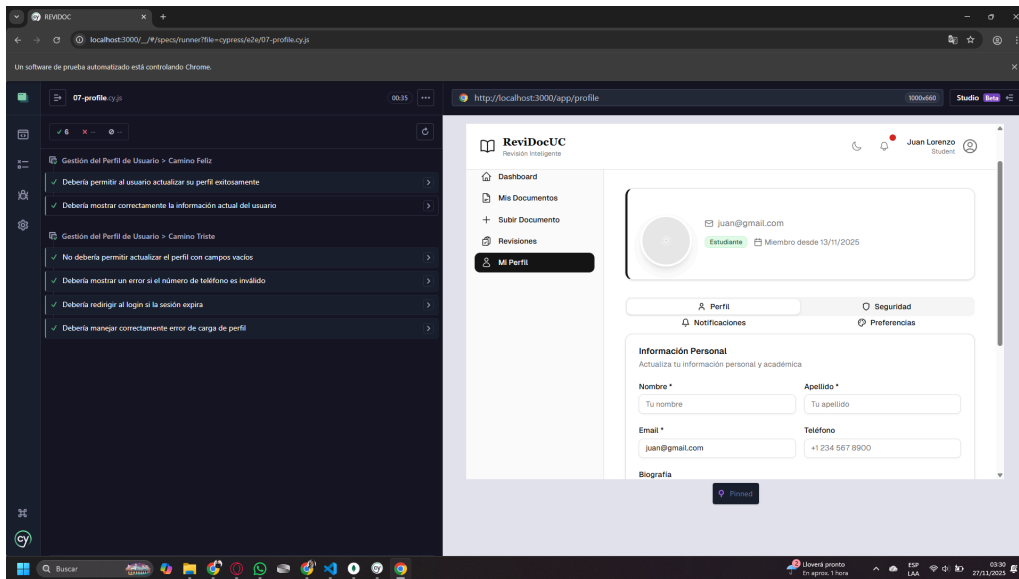 REVIDOC
localhost:3000/__/#/specs/runner?file=cypress/e2e/07-profile.cy.js
Un software de prueba automatizado está controlando Chrome.
07-profile.cy.js
00:35
6
--
--
Gestión del Perfil de Usuario > Camino Feliz
Debería permitir al usuario actualizar su perfil exitosamente
Debería mostrar correctamente la información actual del usuario
Gestión del Perfil de Usuario > Camino Triste
No debería permitir actualizar el perfil con campos vacíos
Debería mostrar un error si el número de teléfono es inválido
Debería redirigir al login si la sesión expira
Debería manejar correctamente error de carga de perfil
cy
http://localhost:3000/app/profile
1000x660
Studio Beta
ReviDocUC
Revisión Inteligente
Juan Lorenzo
Student
Dashboard
Mis Documentos
Subir Documento
Revisiones
Mi Perfil
juan@gmail.com
Estudiante
Miembro desde 13/11/2025
Perfil
Seguridad
Notificaciones
Preferencias
Información Personal
Actualiza tu información personal y académica
Nombre *
Apellido *
Tu nombre
Tu apellido
Email *
Teléfono
juan@gmail.com
+1 234 567 8900
Biografía
Pinned
Buscar
2
Lloverá pronto
En aprox. 1 hora
ESP
LAA
03:30
27/11/2025